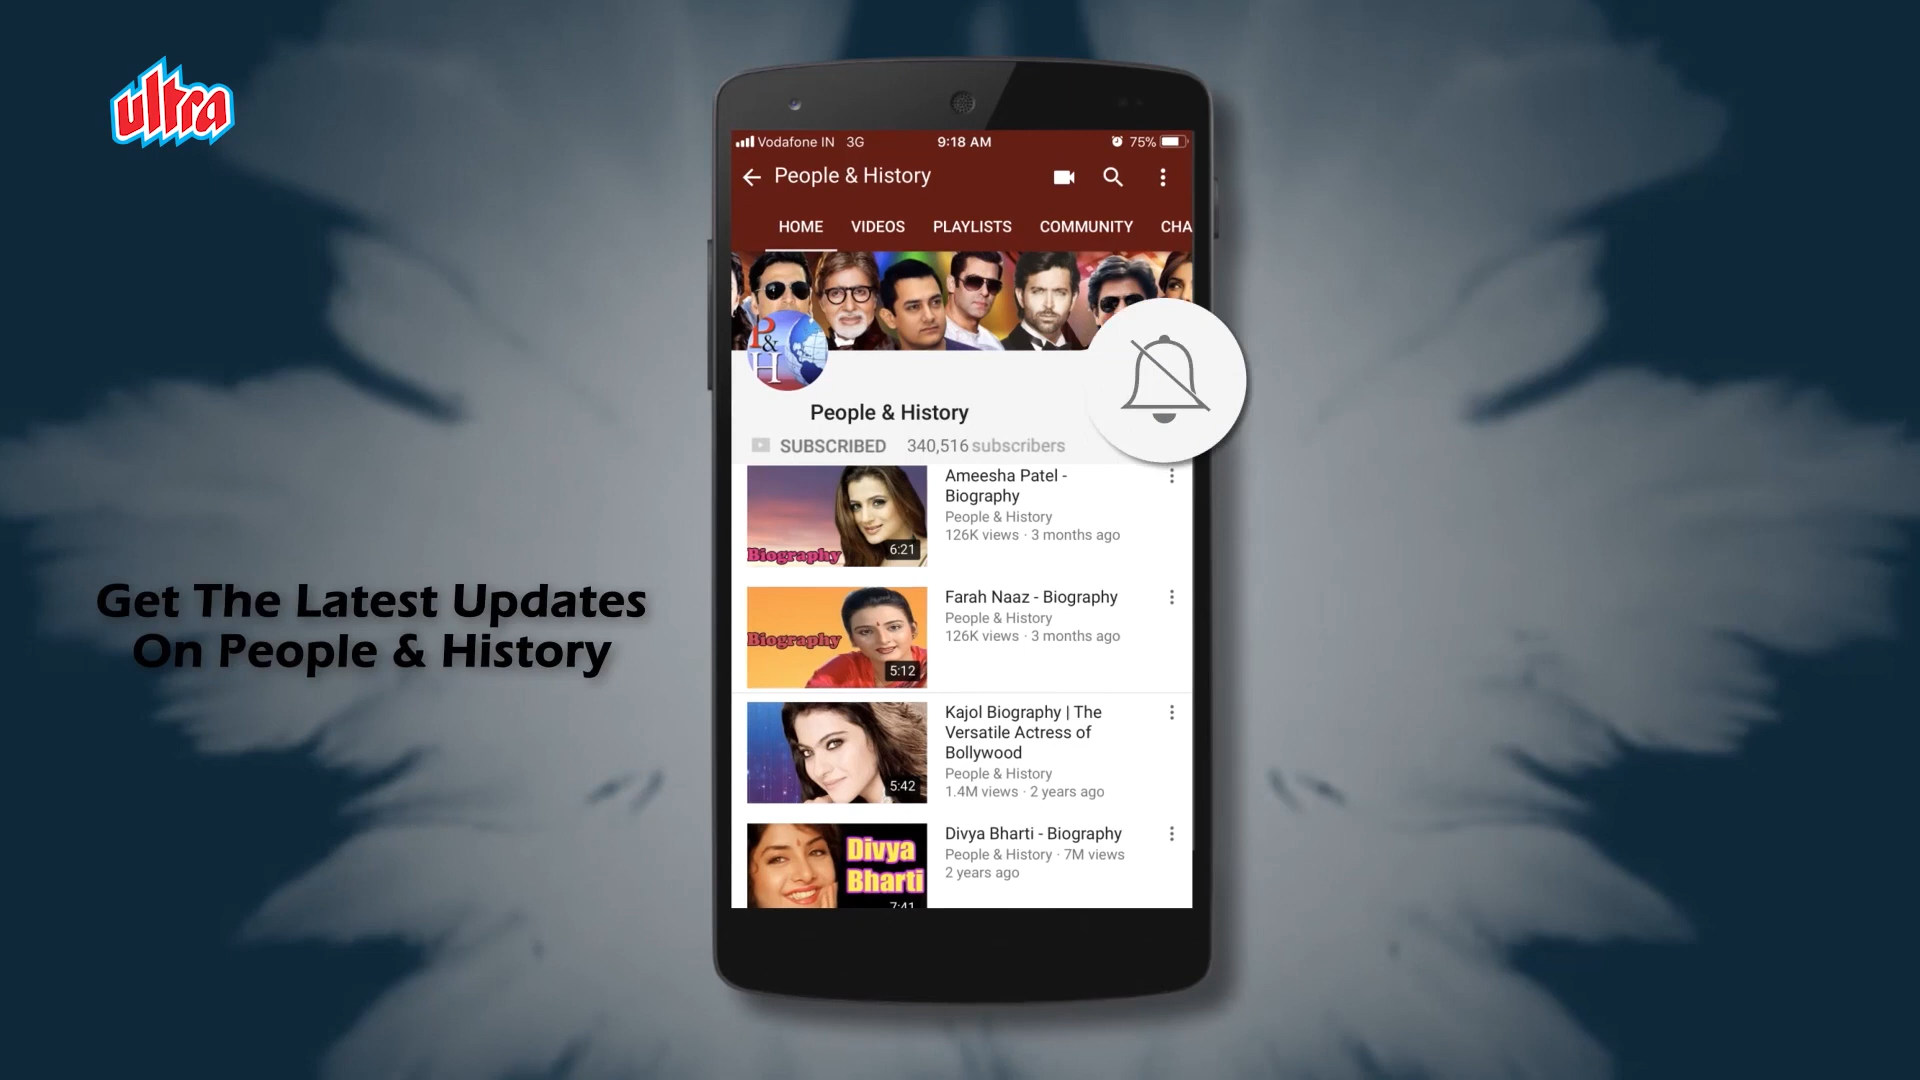 ultra
Vodafone IN 3G 9:18 AM 75%
People & History
HOME VIDEOS PLAYLISTS COMMUNITY CHA
P
&
H
People & History
SUBSCRIBED 340,516 subscribers
Ameesha Patel -
Biography
People & History
126K views · 3 months ago
Biography
6:21
Farah Naaz - Biography
People & History
126K views · 3 months ago
Biography
5:12
Kajol Biography | The
Versatile Actress of
Bollywood
People & History
1.4M views · 2 years ago
5:42
Divya Bharti - Biography
People & History · 7M views
2 years ago
Divya
Bharti
7:41
Get The Latest Updates
On People & History